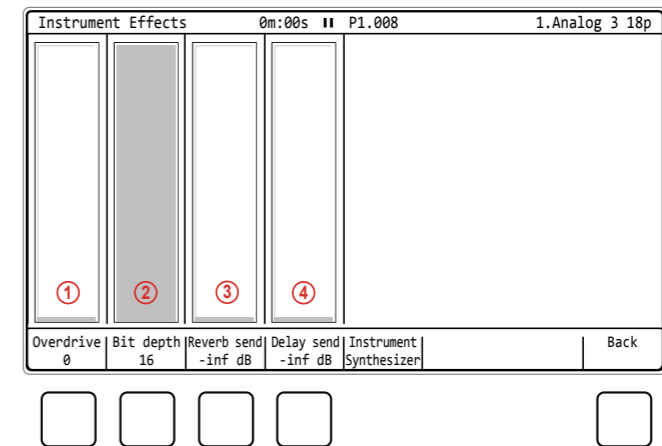 Instrument Effects 0m:00s II P1.008 1.Analog 3 18p
1 2 3 4
Overdrive Bit depth Reverb send Delay send Instrument Back
0 16 -inf dB -inf dB Synthesizer